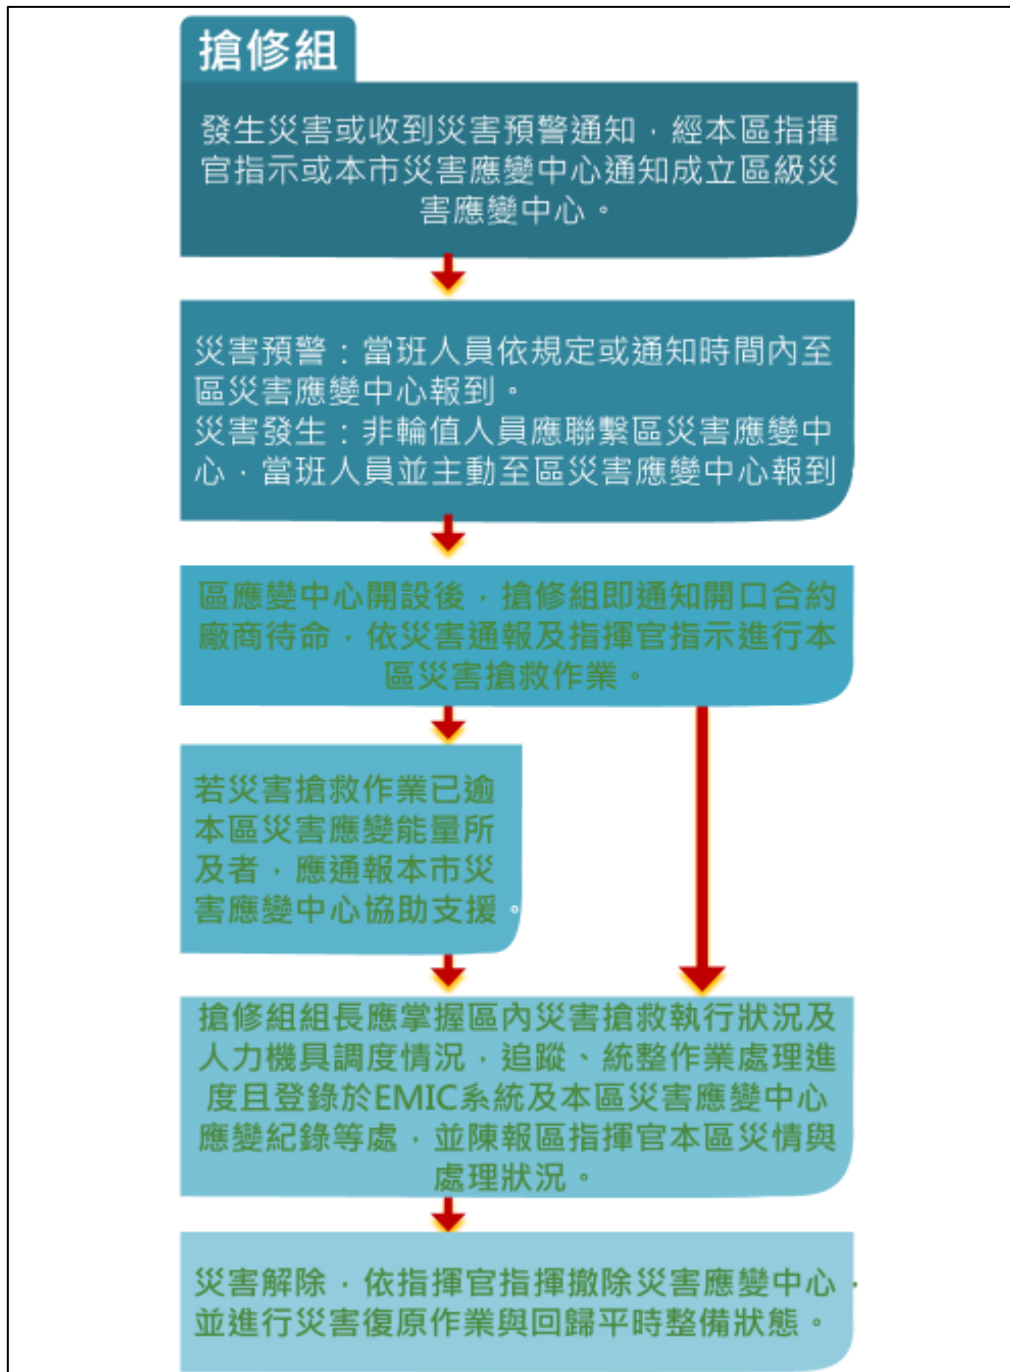 搶修組
發生災害或收到災害預警通知，經本區指揮
官指示或本市災害應變中心通知成立區級災
害應變中心。
災害預警：當班人員依規定或通知時間內至
區災害應變中心報到。
災害發生：非輪值人員應聯繫區災害應變中
心，當班人員並主動至區災害應變中心報到
區應變中心開設後，搶修組即通知開口合約
廠商待命，依災害通報及指揮官指示進行本
區災害搶救作業。
若災害搶救作業已逾
本區災害應變能量所
及者，應通報本市災
害應變中心協助支援。
搶修組組長應掌握區內災害搶救執行狀況及
人力機具調度情況，追蹤、統整作業處理進
度且登錄於EMIC系統及本區災害應變中心
應變紀錄等處，並陳報區指揮官本區災情與
處理狀況。
災害解除，依指揮官指揮撤除災害應變中心，
並進行災害復原作業與回歸平時整備狀態。